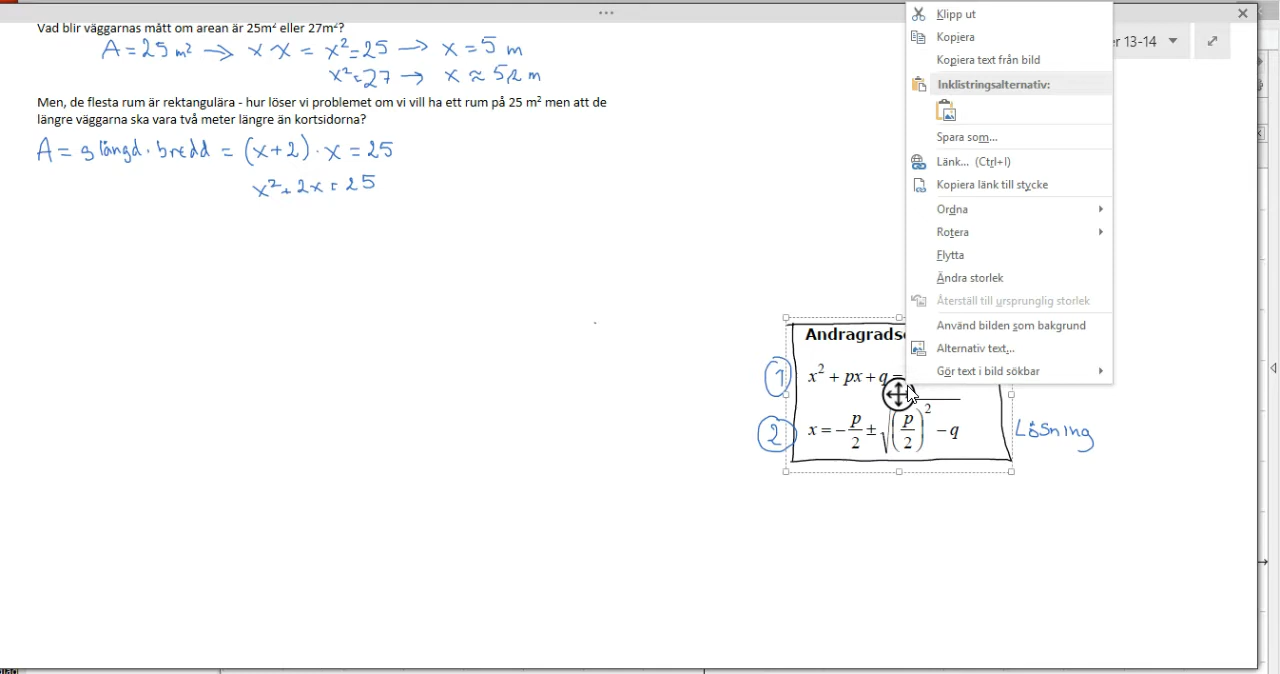 Vad blir väggarnas mått om arean är 25m² eller 27m²?
A = 25 m² → x · x = x² = 25 → x = 5 m
x² = 27 → x ≈ 5,2 m
Men, de flesta rum är rektangulära - hur löser vi problemet om vi vill ha ett rum på 25 m² men att de
längre väggarna ska vara två meter längre än kortsidorna?
A = längd · bredd = (x+2) · x = 25
x² + 2x = 25
Andragradse
① x² + px + q =
② x = -p/2 ± √((p/2)² - q) Lösning
r 13-14
Klipp ut
Kopiera
Kopiera text från bild
Inklistringsalternativ:
Spara som...
Länk... (Ctrl+I)
Kopiera länk till stycke
Ordna
Rotera
Flytta
Ändra storlek
Återställ till ursprunglig storlek
Använd bilden som bakgrund
Alternativ text...
Gör text i bild sökbar